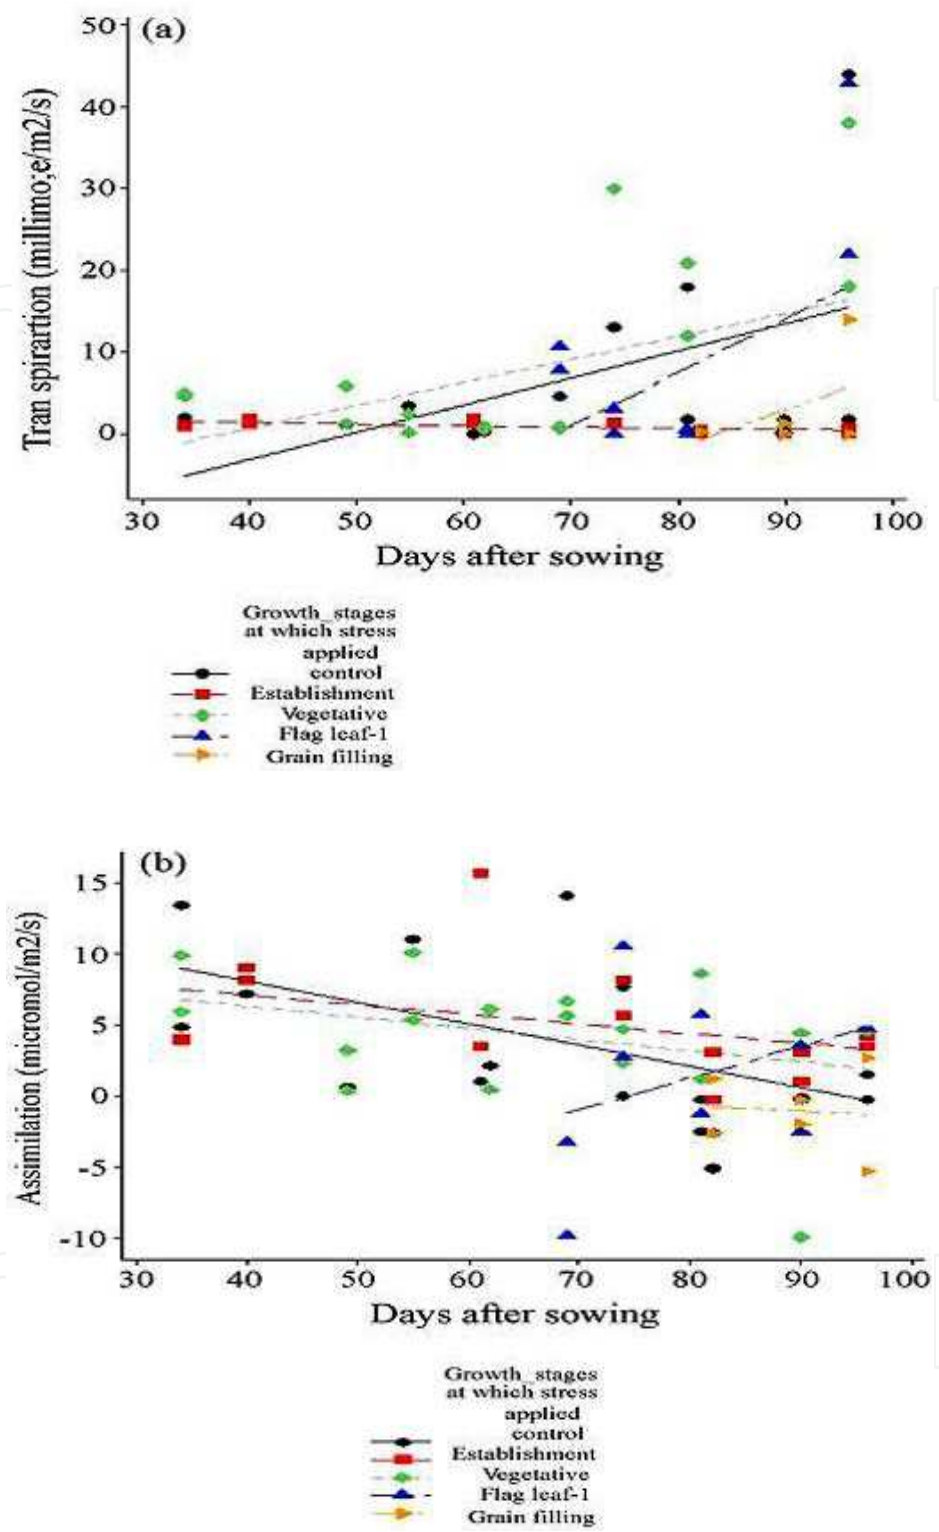 (a)
50
40
30
20
10
0
Tran spirartion (millimo;e/m2/s)
30 40 50 60 70 80 90 100
Days after sowing
Growth_stages
at which stress
applied
control
Establishment
Vegetative
Flag leaf-1
Grain filling
(b)
15
10
5
0
-5
-10
Assimilation (micromol/m2/s)
30 40 50 60 70 80 90 100
Days after sowing
Growth_stages
at which stress
applied
control
Establishment
Vegetative
Flag leaf-1
Grain filling